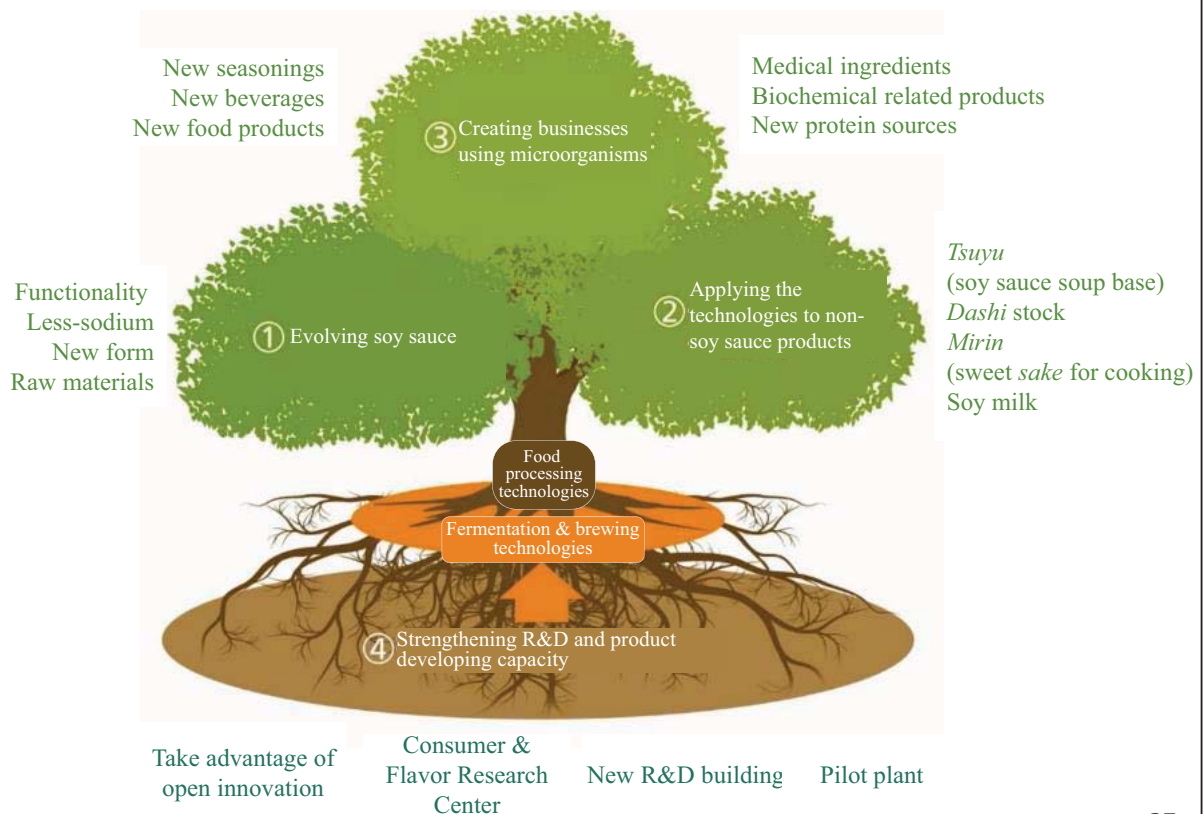 New seasonings
New beverages
New food products
Medical ingredients
Biochemical related products
New protein sources
③ Creating businesses
using microorganisms
Functionality
Less-sodium
New form
Raw materials
① Evolving soy sauce
② Applying the
technologies to non-
soy sauce products
Tsuyu
(soy sauce soup base)
Dashi stock
Mirin
(sweet sake for cooking)
Soy milk
Food
processing
technologies
Fermentation & brewing
technologies
④ Strengthening R&D and product
developing capacity
Take advantage of
open innovation
Consumer &
Flavor Research
Center
New R&D building
Pilot plant